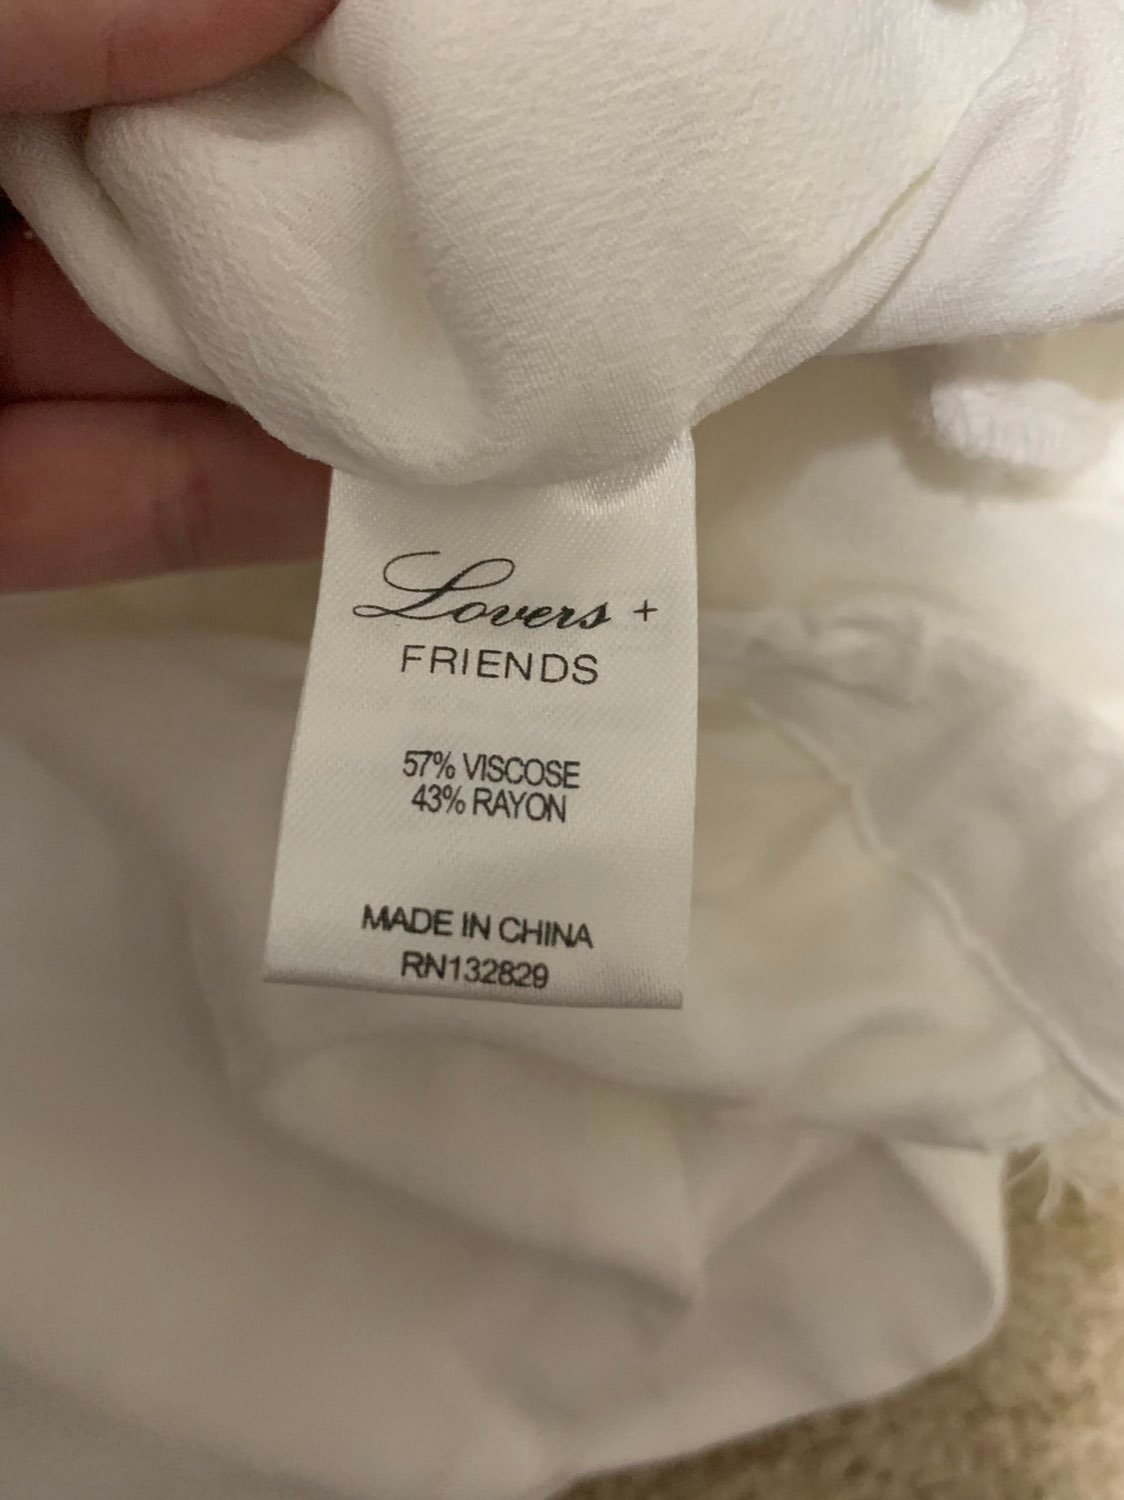 Lovers +
FRIENDS
57% VISCOSE
43% RAYON
MADE IN CHINA
RN132829